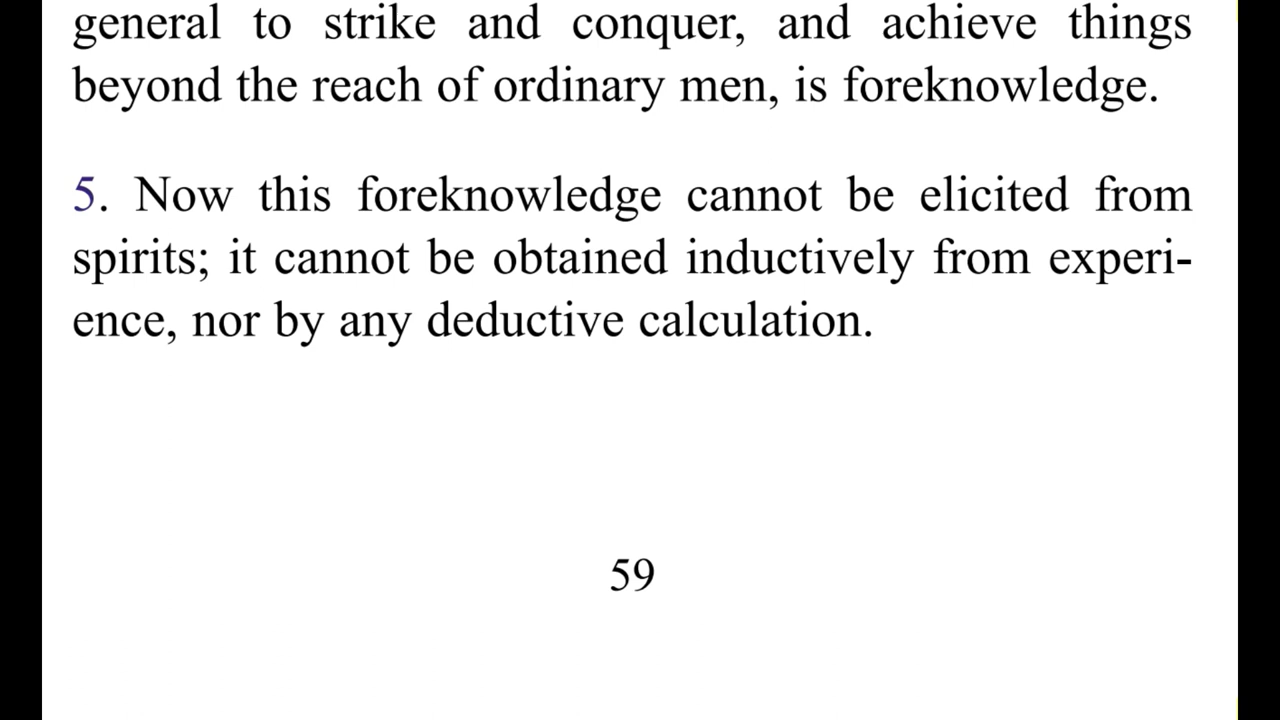 general to strike and conquer, and achieve things
beyond the reach of ordinary men, is foreknowledge.
5. Now this foreknowledge cannot be elicited from
spirits; it cannot be obtained inductively from experi-
ence, nor by any deductive calculation.
59